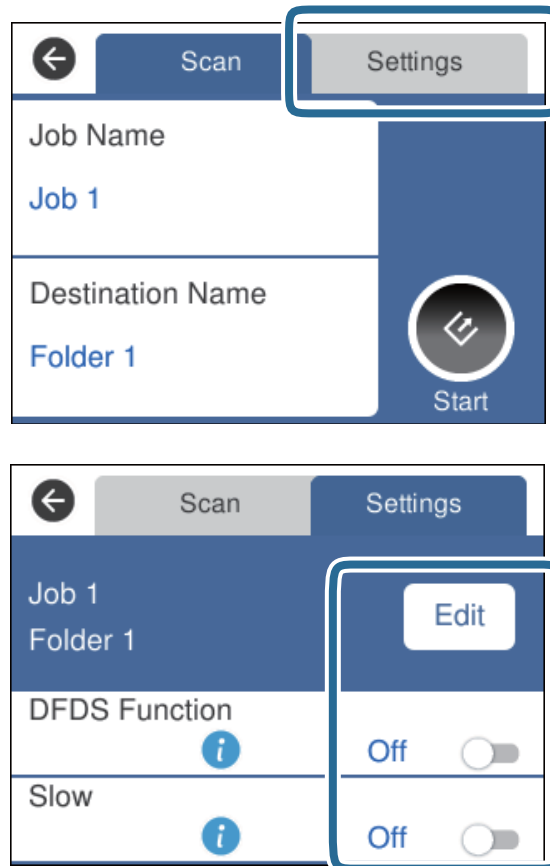 Scan Settings
Job Name
Job 1
Destination Name
Folder 1
Start
Scan Settings
Job 1
Edit
Folder 1
DFDS Function
i Off
Slow
i Off